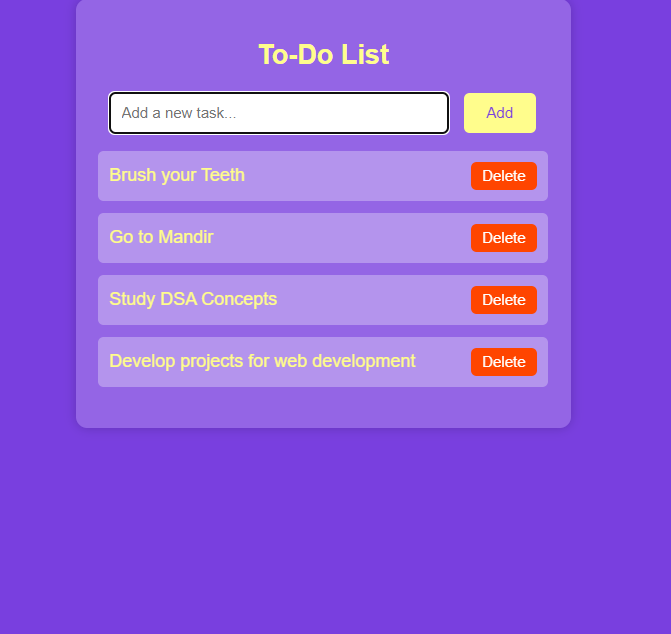 To-Do List
Add a new task... Add
Brush your Teeth Delete
Go to Mandir Delete
Study DSA Concepts Delete
Develop projects for web development Delete